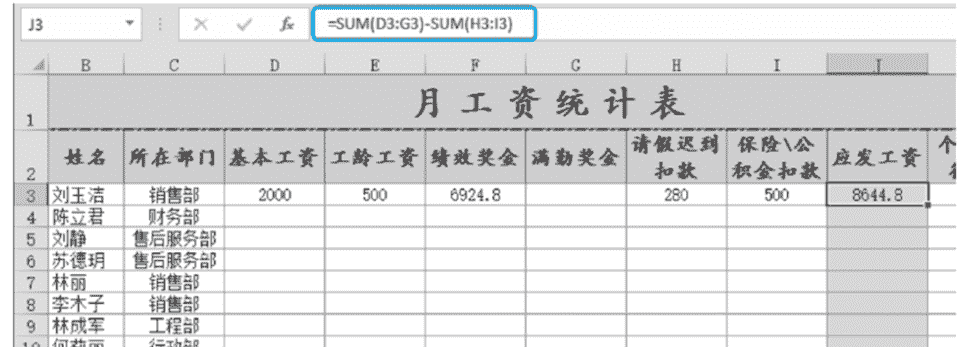 J3 fx =SUM(D3:G3)-SUM(H3:I3)
B C D E F G H I J
1 月工资统计表
2 姓名 所在部门 基本工资 工龄工资 绩效奖金 满勤奖金 请假迟到扣款 保险\公积金扣款 应发工资 个
3 刘玉洁 销售部 2000 500 6924.8 280 500 8644.8
4 陈立君 财务部
5 刘静 售后服务部
6 苏德玥 售后服务部
7 林丽 销售部
8 李木子 销售部
9 林成军 工程部